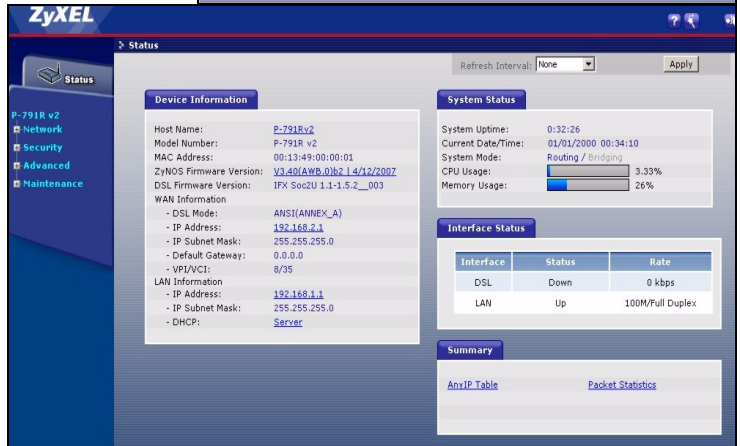 ZyXEL
Status
Refresh Interval: None Apply
Status
P-791R v2
Network
Security
Advanced
Maintenance
Device Information
Host Name: P-791Rv2
Model Number: P-791R v2
MAC Address: 00:13:49:00:00:01
ZyNOS Firmware Version: V3.40(AWB.0)b2 | 4/12/2007
DSL Firmware Version: IFX Soc2U 1.1-1.5.2__003
WAN Information
- DSL Mode: ANSI(ANNEX_A)
- IP Address: 192.168.2.1
- IP Subnet Mask: 255.255.255.0
- Default Gateway: 0.0.0.0
- VPI/VCI: 8/35
LAN Information
- IP Address: 192.168.1.1
- IP Subnet Mask: 255.255.255.0
- DHCP: Server
System Status
System Uptime: 0:32:26
Current Date/Time: 01/01/2000 00:34:10
System Mode: Routing / Bridging
CPU Usage: 3.33%
Memory Usage: 26%
Interface Status
Interface Status Rate
DSL Down 0 kbps
LAN Up 100M/Full Duplex
Summary
AnyIP Table Packet Statistics